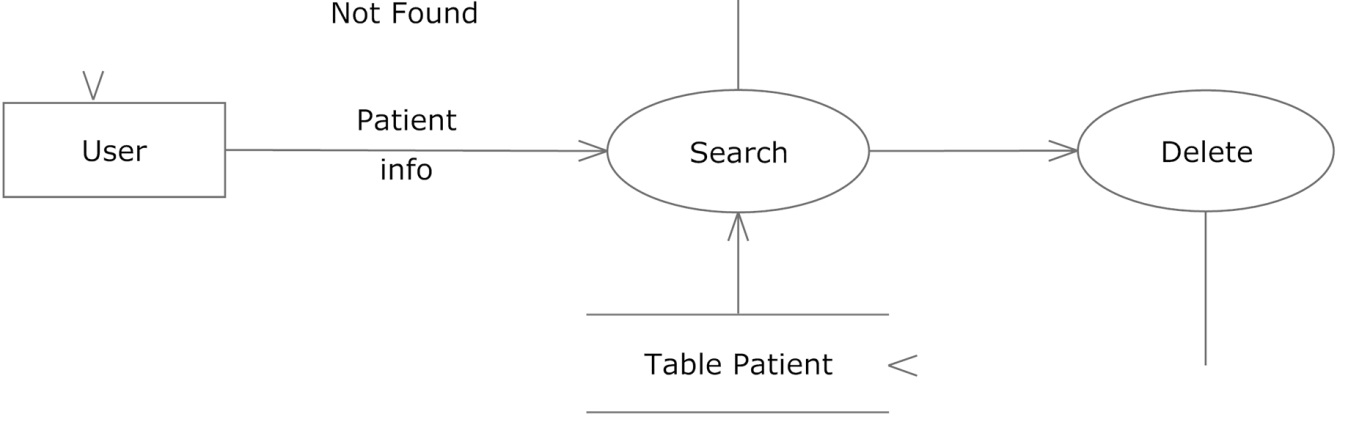 Not Found
Patient
info
User
Search
Delete
Table Patient